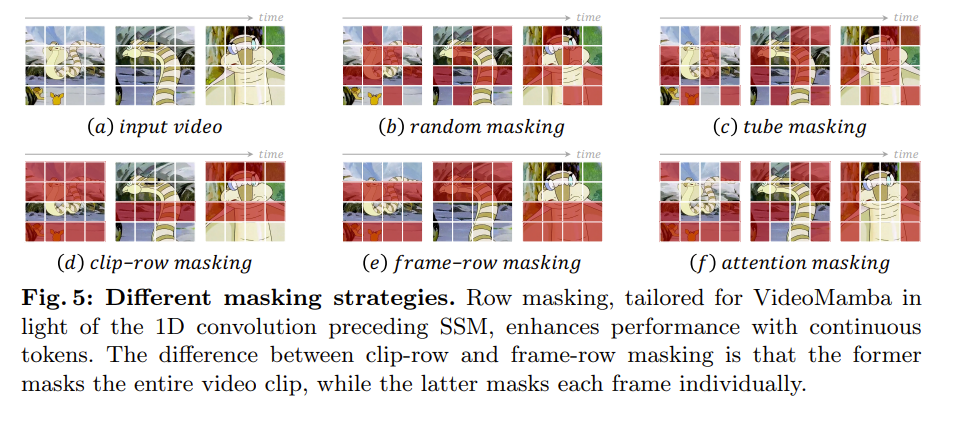 time time time
(a) input video (b) random masking (c) tube masking
time time time
(d) clip–row masking (e) frame–row masking (f) attention masking
Fig. 5: Different masking strategies. Row masking, tailored for VideoMamba in
light of the 1D convolution preceding SSM, enhances performance with continuous
tokens. The difference between clip-row and frame-row masking is that the former
masks the entire video clip, while the latter masks each frame individually.